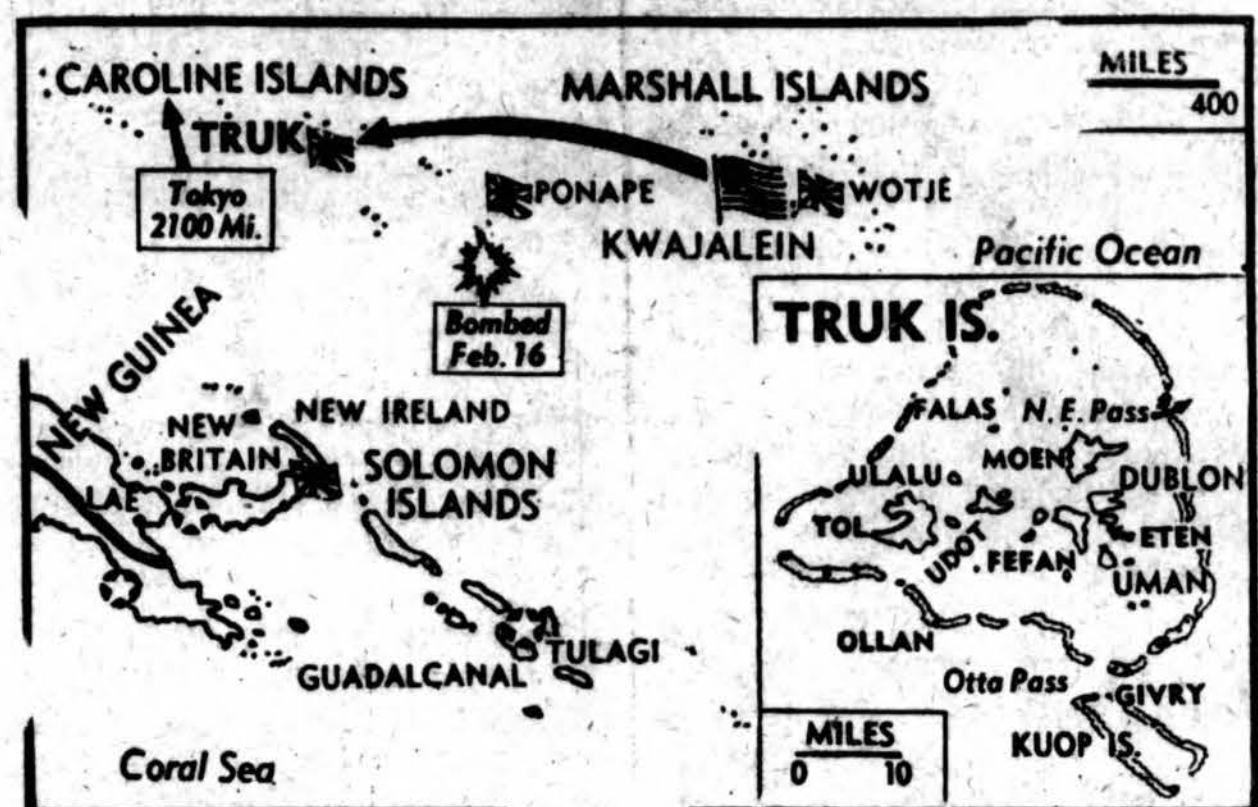 CAROLINE ISLANDS
MARSHALL ISLANDS
MILES
400
TRUK
Tokyo
2100 Mi.
PONAPE
WOTJE
KWAJALEIN
Pacific Ocean
Bombed
Feb. 16
NEW GUINEA
NEW IRELAND
NEW
BRITAIN
SOLOMON
ISLANDS
LAE
TULAGI
GUADALCANAL
Coral Sea
TRUK IS.
FALAS
N.E. Pass
MOEN
ULALU
DUBLON
TOL
UDOT
FEFAN
ETEN
UMAN
OLLAN
Otta Pass
GIVRY
KUOP IS.
MILES
0 10